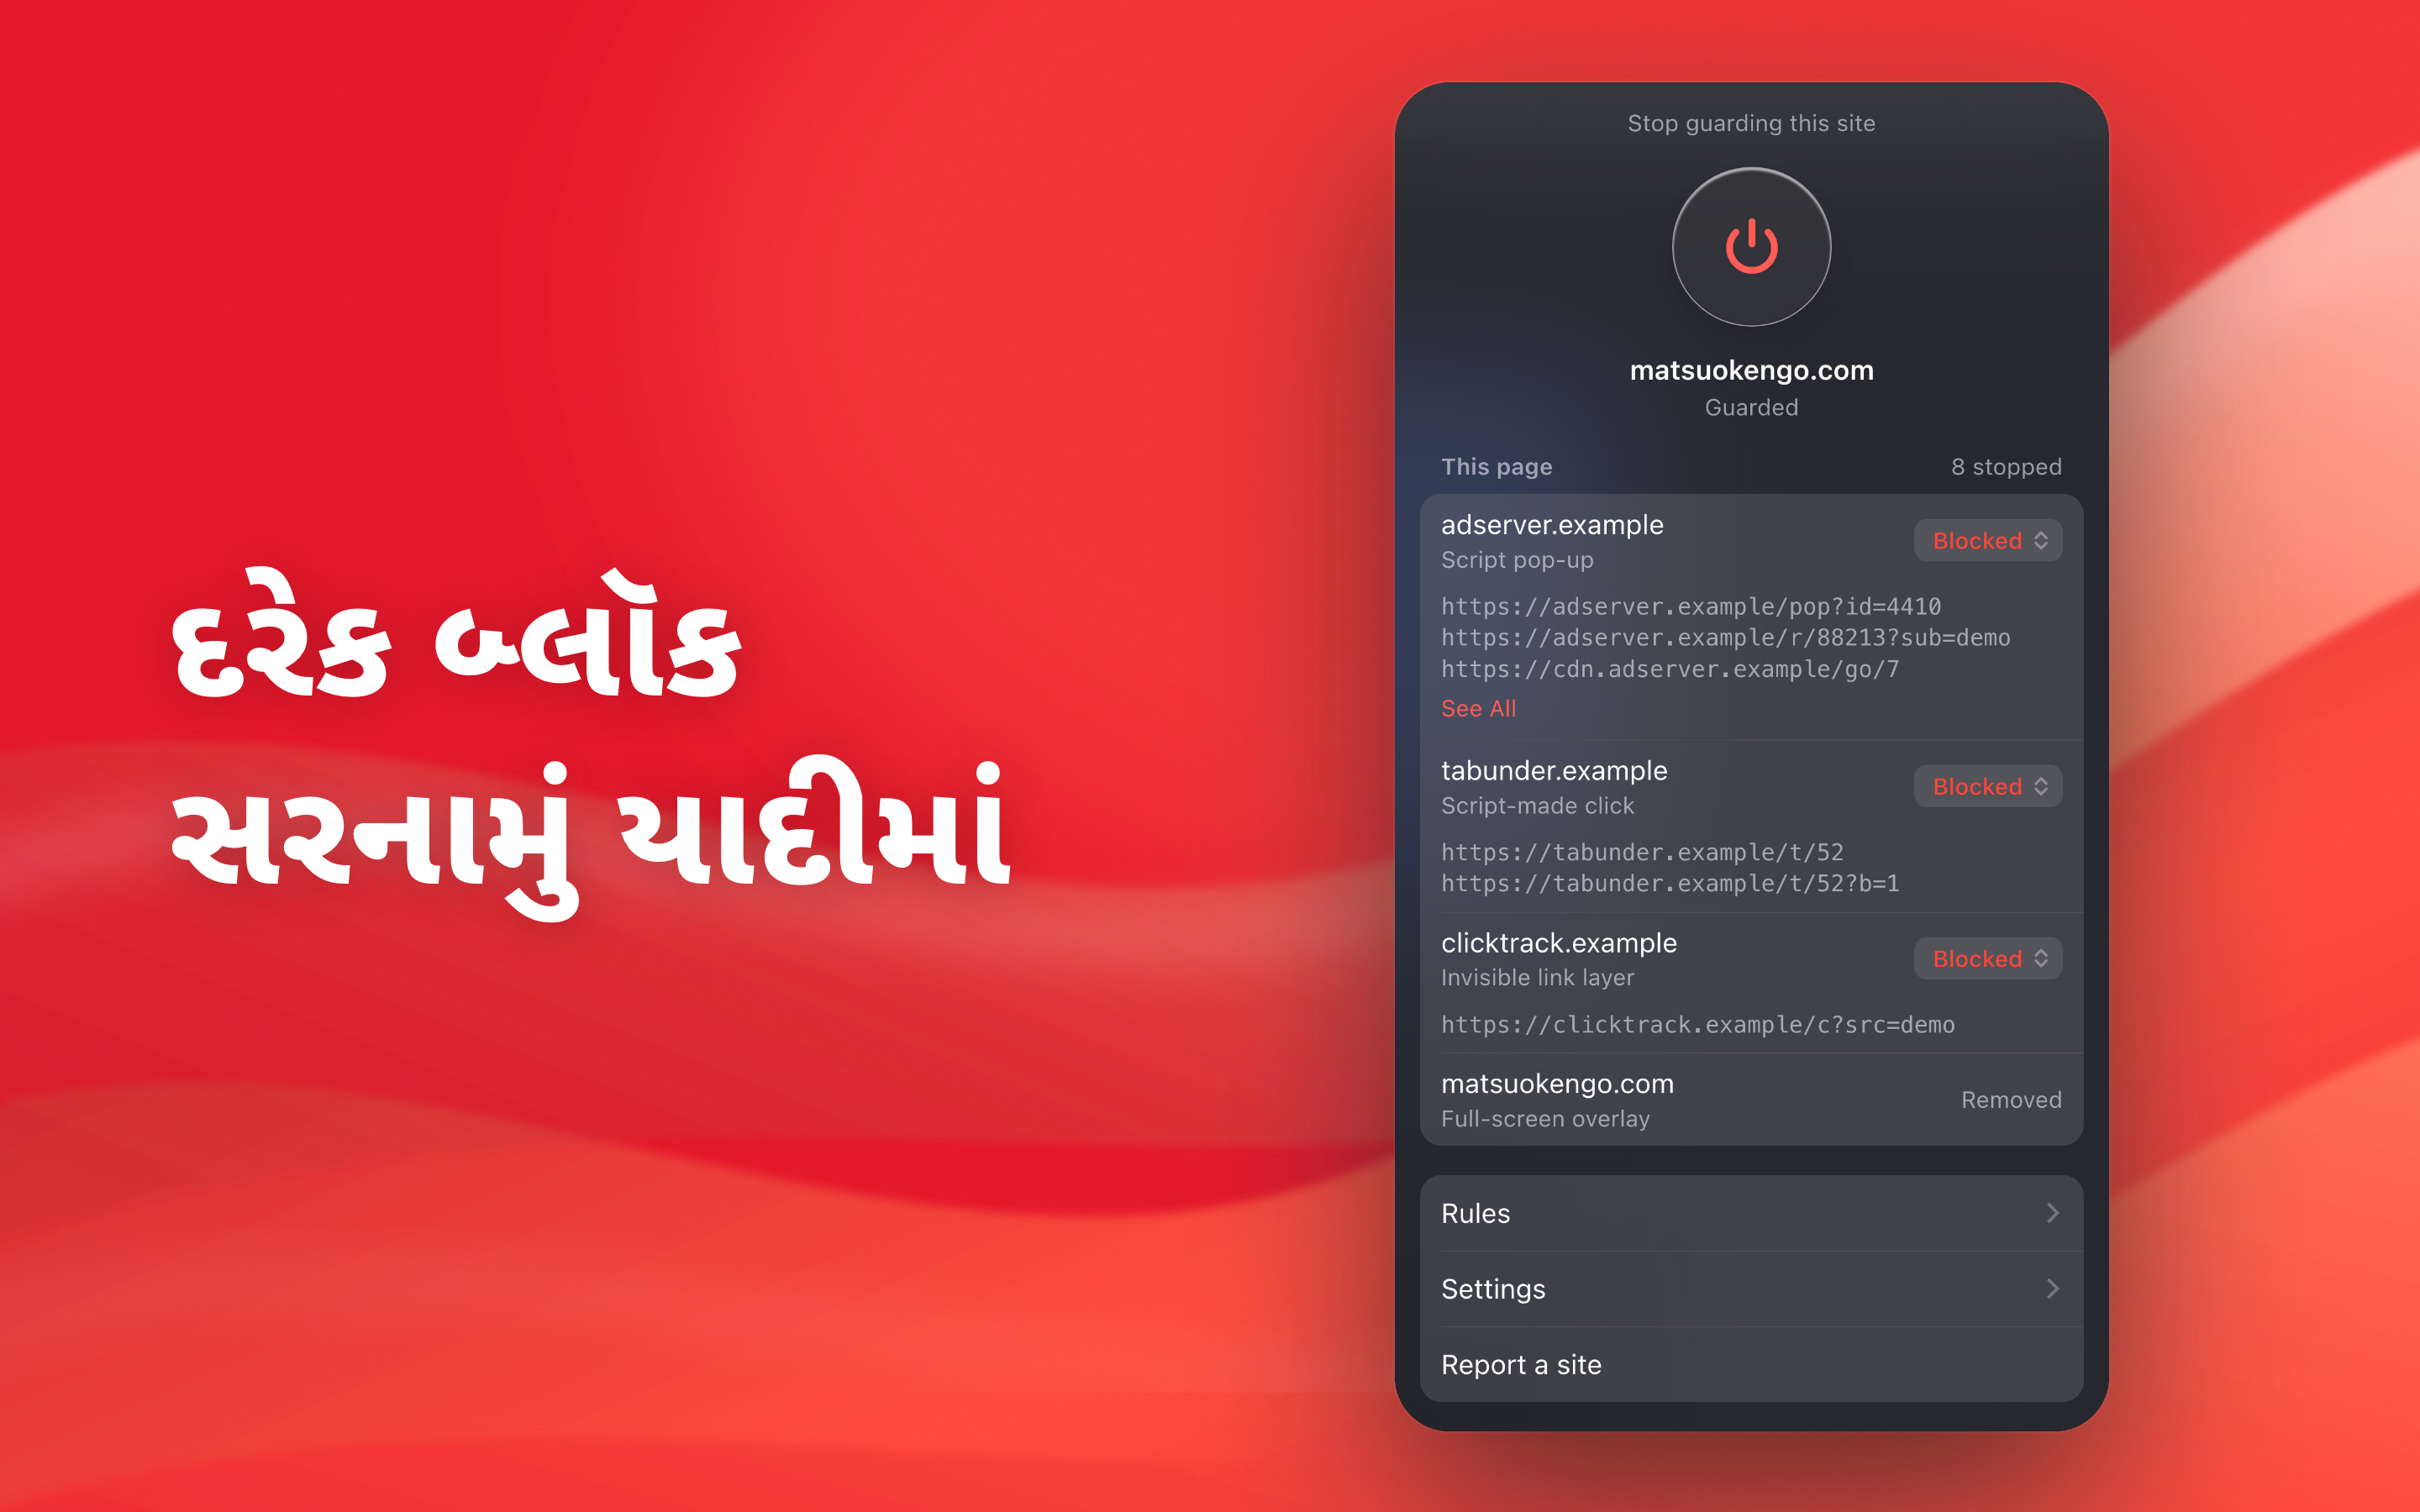 દરેક બ્લૉક
સરનામું યાદીમાં
Stop guarding this site
matsuokengo.com
Guarded
This page
8 stopped
adserver.example
Script pop-up
Blocked
https://adserver.example/pop?id=4410
https://adserver.example/r/88213?sub=demo
https://cdn.adserver.example/go/7
See All
tabunder.example
Script-made click
Blocked
https://tabunder.example/t/52
https://tabunder.example/t/52?b=1
clicktrack.example
Invisible link layer
Blocked
https://clicktrack.example/c?src=demo
matsuokengo.com
Full-screen overlay
Removed
Rules
Settings
Report a site